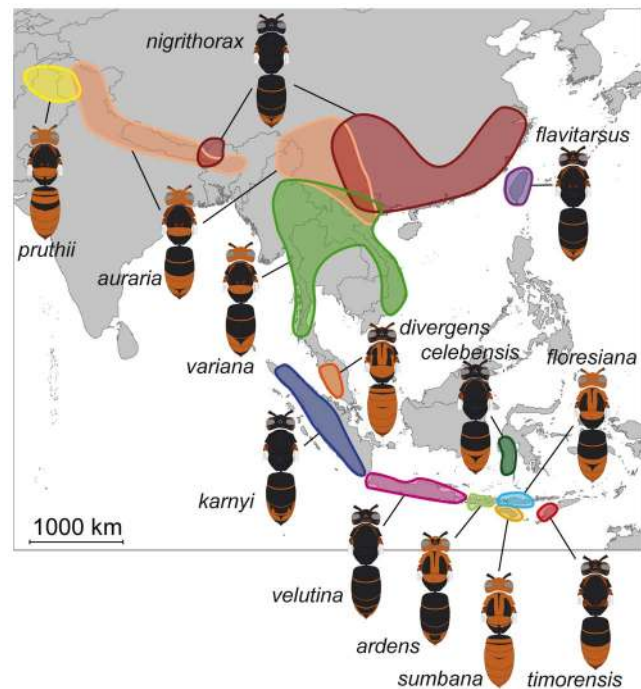 nigrithorax
flavitarsus
pruthii
auraria
variana
divergens
celebensis
floresiana
karnyi
1000 km
velutina
ardens
sumbana
timorensis